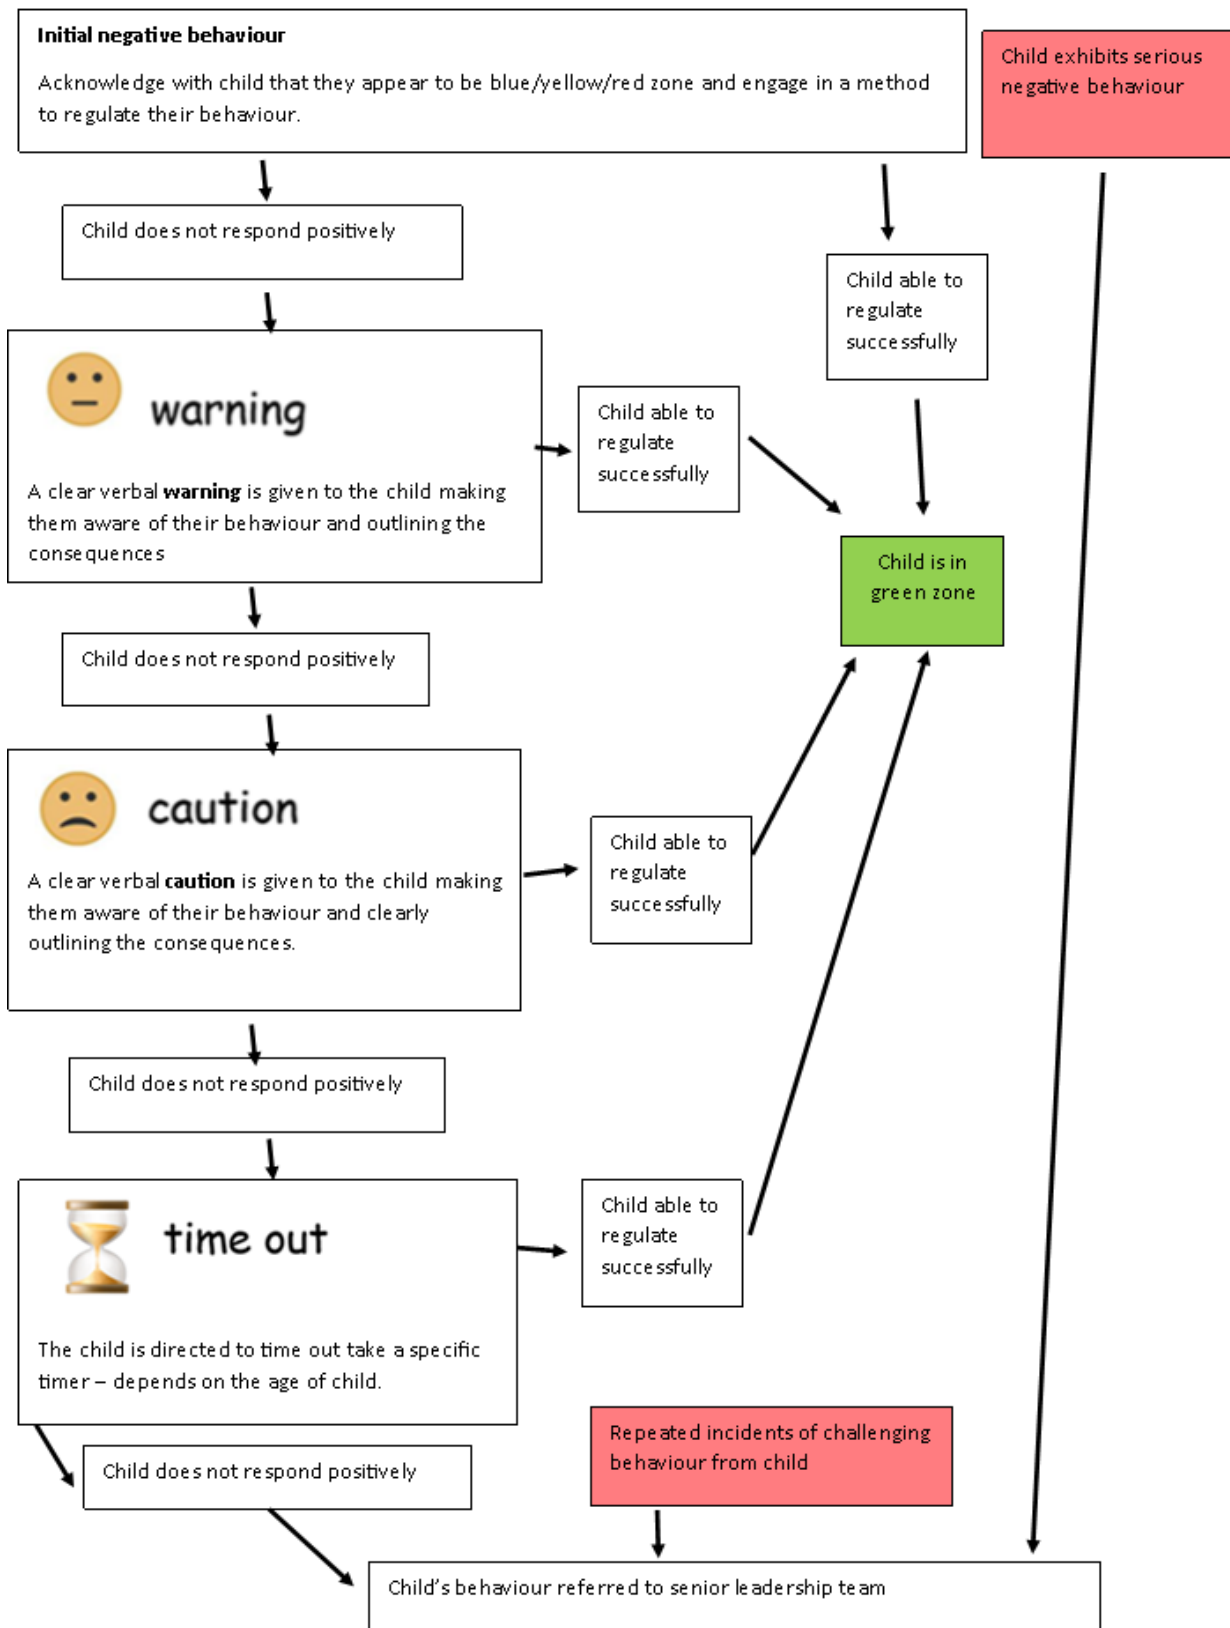 Initial negative behaviour
Acknowledge with child that they appear to be blue/yellow/red zone and engage in a method
to regulate their behaviour.
Child exhibits serious
negative behaviour
Child does not respond positively
Child able to
regulate
successfully
warning
A clear verbal warning is given to the child making
them aware of their behaviour and outlining the
consequences
Child able to
regulate
successfully
Child is in
green zone
Child does not respond positively
caution
A clear verbal caution is given to the child making
them aware of their behaviour and clearly
outlining the consequences.
Child able to
regulate
successfully
Child does not respond positively
time out
The child is directed to time out take a specific
timer – depends on the age of child.
Child able to
regulate
successfully
Repeated incidents of challenging
behaviour from child
Child does not respond positively
Child's behaviour referred to senior leadership team